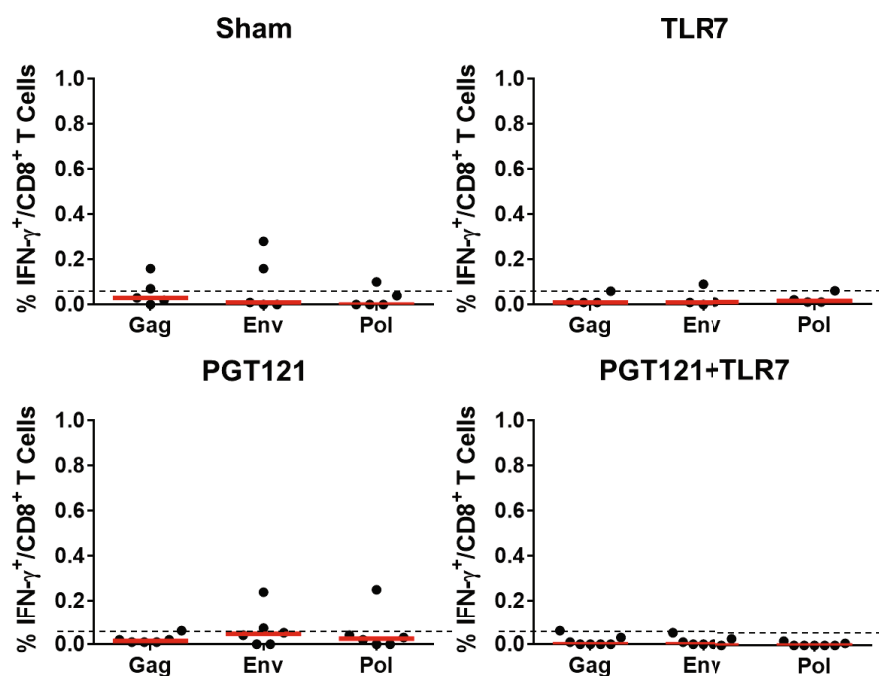 Sham
% IFN-γ⁺/CD8⁺ T Cells
1.0
0.8
0.6
0.4
0.2
0.0
Gag Env Pol
TLR7
% IFN-γ⁺/CD8⁺ T Cells
1.0
0.8
0.6
0.4
0.2
0.0
Gag Env Pol
PGT121
% IFN-γ⁺/CD8⁺ T Cells
1.0
0.8
0.6
0.4
0.2
0.0
Gag Env Pol
PGT121+TLR7
% IFN-γ⁺/CD8⁺ T Cells
1.0
0.8
0.6
0.4
0.2
0.0
Gag Env Pol